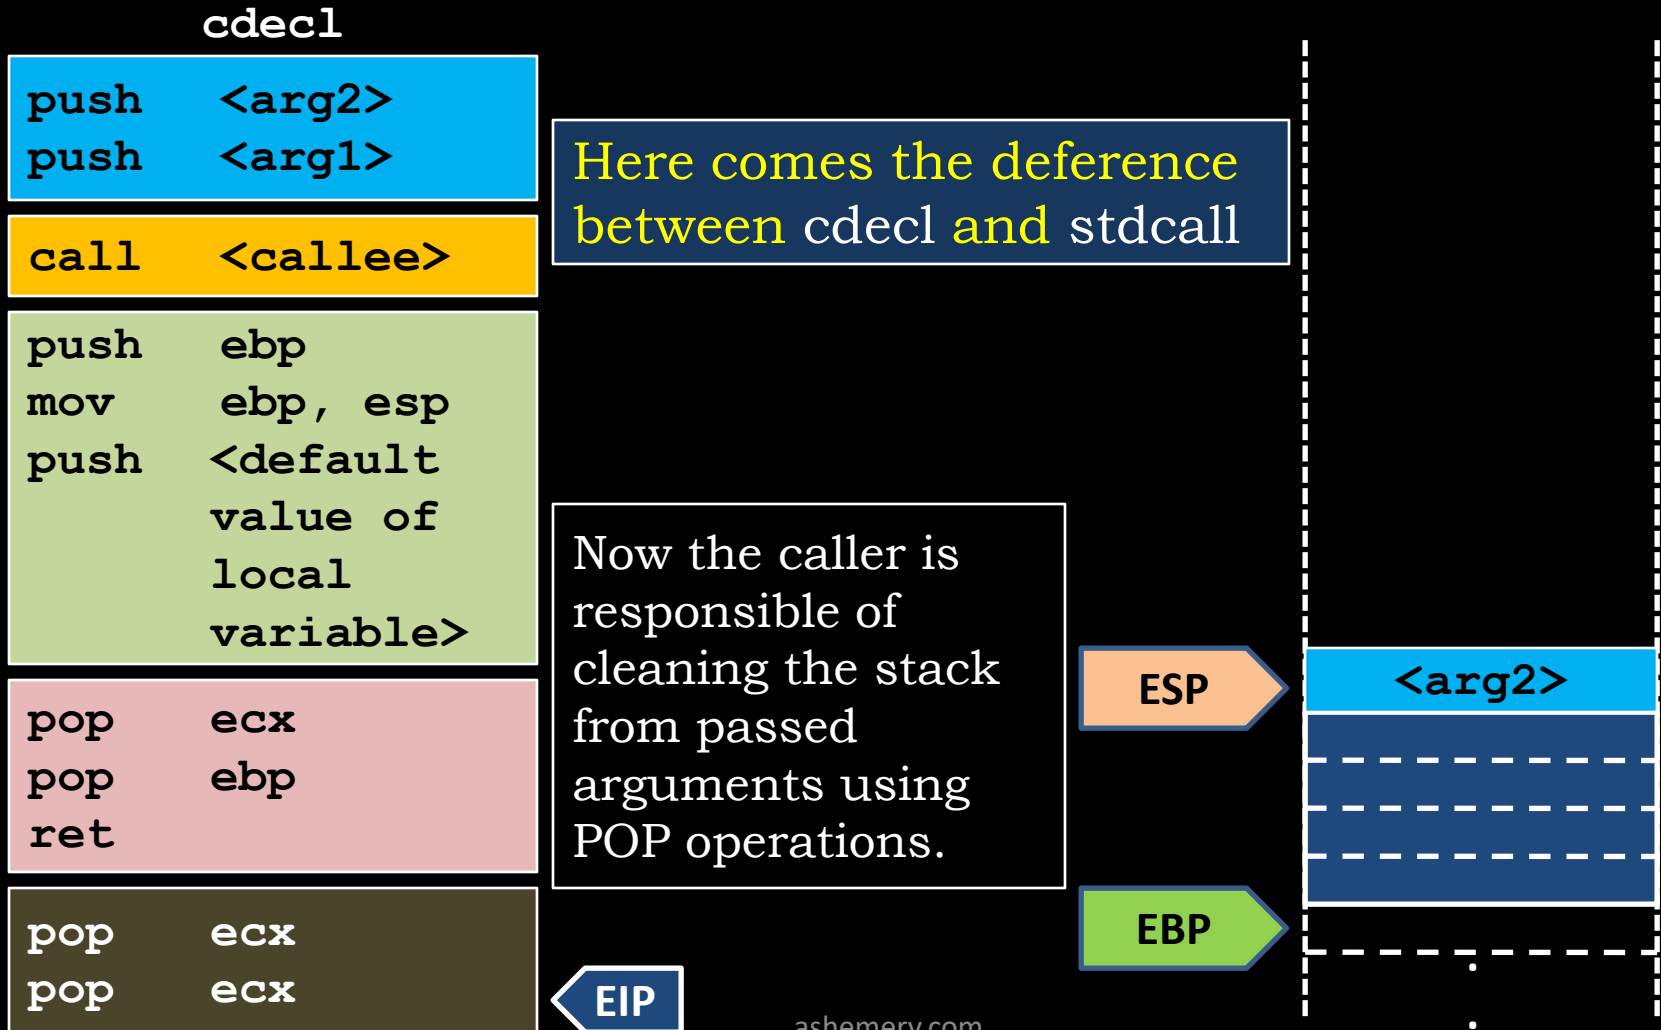 cdecl
push <arg2>
push <arg1>
call <callee>
push ebp
mov ebp, esp
push <default
value of
local
variable>
pop ecx
pop ebp
ret
pop ecx
pop ecx
Here comes the deference
between cdecl and stdcall
Now the caller is
responsible of
cleaning the stack
from passed
arguments using
POP operations.
ESP
<arg2>
EBP
EIP
ashemery.com